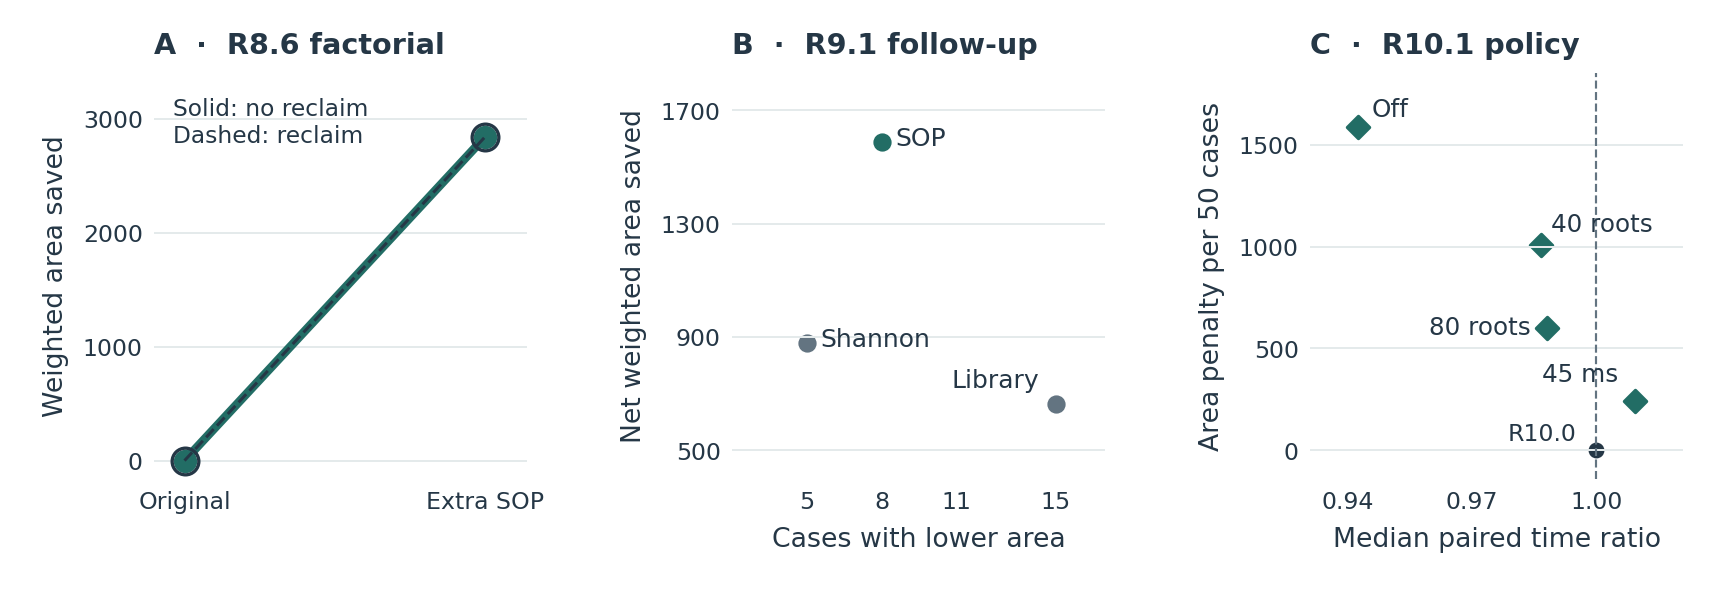 A · R8.6 factorial
Weighted area saved
3000
2000
1000
0
Solid: no reclaim
Dashed: reclaim
Original
Extra SOP
B · R9.1 follow-up
Net weighted area saved
1700
1300
900
500
SOP
Shannon
Library
5
8
11
15
Cases with lower area
C · R10.1 policy
Area penalty per 50 cases
1500
1000
500
0
Off
40 roots
80 roots
45 ms
R10.0
0.94
0.97
1.00
Median paired time ratio